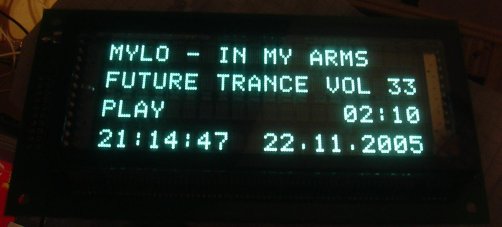 MYLO - IN MY ARMS
FUTURE TRANCE VOL 33
PLAY 02:10
21:14:47 22.11.2005